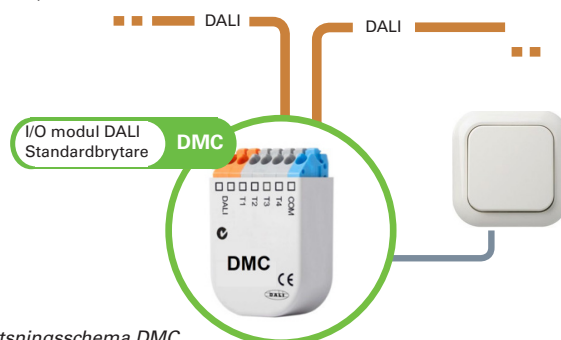 DALI
DALI
I/O modul DALI
Standardbrytare
DMC
DALI
T1
T2
T3
T4
COM
DMC
CE
DALI
tsningsschema DMC